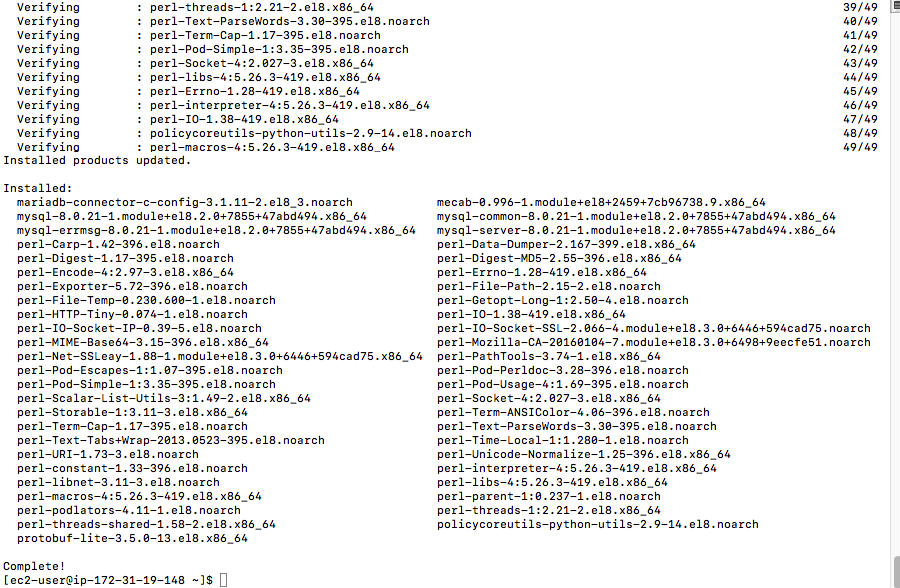 Verifying : perl-threads-1:2.21-2.el8.x86_64 39/49
Verifying : perl-Text-ParseWords-3.30-395.el8.noarch 40/49
Verifying : perl-Term-Cap-1.17-395.el8.noarch 41/49
Verifying : perl-Pod-Simple-1:3.35-395.el8.noarch 42/49
Verifying : perl-Socket-4:2.027-3.el8.x86_64 43/49
Verifying : perl-libs-4:5.26.3-419.el8.x86_64 44/49
Verifying : perl-Errno-1.28-419.el8.x86_64 45/49
Verifying : perl-interpreter-4:5.26.3-419.el8.x86_64 46/49
Verifying : perl-IO-1.38-419.el8.x86_64 47/49
Verifying : policycoreutils-python-utils-2.9-14.el8.noarch 48/49
Verifying : perl-macros-4:5.26.3-419.el8.x86_64 49/49
Installed products updated.
Installed:
mariadb-connector-c-config-3.1.11-2.el8_3.noarch mecab-0.996-1.module+el8+2459+7cb96738.9.x86_64
mysql-8.0.21-1.module+el8.2.0+7855+47abd494.x86_64 mysql-common-8.0.21-1.module+el8.2.0+7855+47abd494.x86_64
mysql-errmsg-8.0.21-1.module+el8.2.0+7855+47abd494.x86_64 mysql-server-8.0.21-1.module+el8.2.0+7855+47abd494.x86_64
perl-Carp-1.42-396.el8.noarch perl-Data-Dumper-2.167-399.el8.x86_64
perl-Digest-1.17-395.el8.noarch perl-Digest-MD5-2.55-396.el8.x86_64
perl-Encode-4:2.97-3.el8.x86_64 perl-Errno-1.28-419.el8.x86_64
perl-Exporter-5.72-396.el8.noarch perl-File-Path-2.15-2.el8.noarch
perl-File-Temp-0.230.600-1.el8.noarch perl-Getopt-Long-1:2.50-4.el8.noarch
perl-HTTP-Tiny-0.074-1.el8.noarch perl-IO-1.38-419.el8.x86_64
perl-IO-Socket-IP-0.39-5.el8.noarch perl-IO-Socket-SSL-2.066-4.module+el8.3.0+6446+594cad75.noarch
perl-MIME-Base64-3.15-396.el8.x86_64 perl-Mozilla-CA-20160104-7.module+el8.3.0+6498+9eecfe51.noarch
perl-Net-SSLeay-1.88-1.module+el8.3.0+6446+594cad75.x86_64 perl-PathTools-3.74-1.el8.x86_64
perl-Pod-Escapes-1:1.07-395.el8.noarch perl-Pod-Perldoc-3.28-396.el8.noarch
perl-Pod-Simple-1:3.35-395.el8.noarch perl-Pod-Usage-4:1.69-395.el8.noarch
perl-Scalar-List-Utils-3:1.49-2.el8.x86_64 perl-Socket-4:2.027-3.el8.x86_64
perl-Storable-1:3.11-3.el8.x86_64 perl-Term-ANSIColor-4.06-396.el8.noarch
perl-Term-Cap-1.17-395.el8.noarch perl-Text-ParseWords-3.30-395.el8.noarch
perl-Text-Tabs+Wrap-2013.0523-395.el8.noarch perl-Time-Local-1:1.280-1.el8.noarch
perl-URI-1.73-3.el8.noarch perl-Unicode-Normalize-1.25-396.el8.x86_64
perl-constant-1.33-396.el8.noarch perl-interpreter-4:5.26.3-419.el8.x86_64
perl-libnet-3.11-3.el8.noarch perl-libs-4:5.26.3-419.el8.x86_64
perl-macros-4:5.26.3-419.el8.x86_64 perl-parent-1:0.237-1.el8.noarch
perl-podlators-4.11-1.el8.noarch perl-threads-1:2.21-2.el8.x86_64
perl-threads-shared-1.58-2.el8.x86_64 policycoreutils-python-utils-2.9-14.el8.noarch
protobuf-lite-3.5.0-13.el8.x86_64
Complete!
[ec2-user@ip-172-31-19-148 ~]$